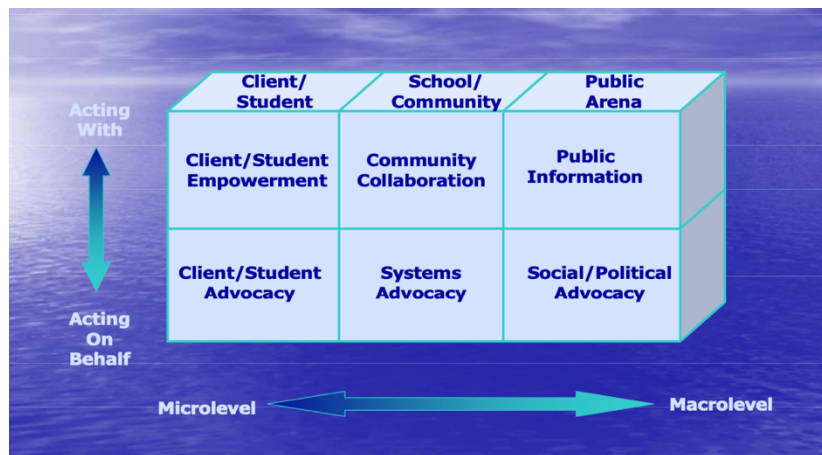 Client/
Student
School/
Community
Public
Arena
Acting
With
Client/Student
Empowerment
Community
Collaboration
Public
Information
Client/Student
Advocacy
Systems
Advocacy
Social/Political
Advocacy
Acting
On
Behalf
Microlevel
Macrolevel